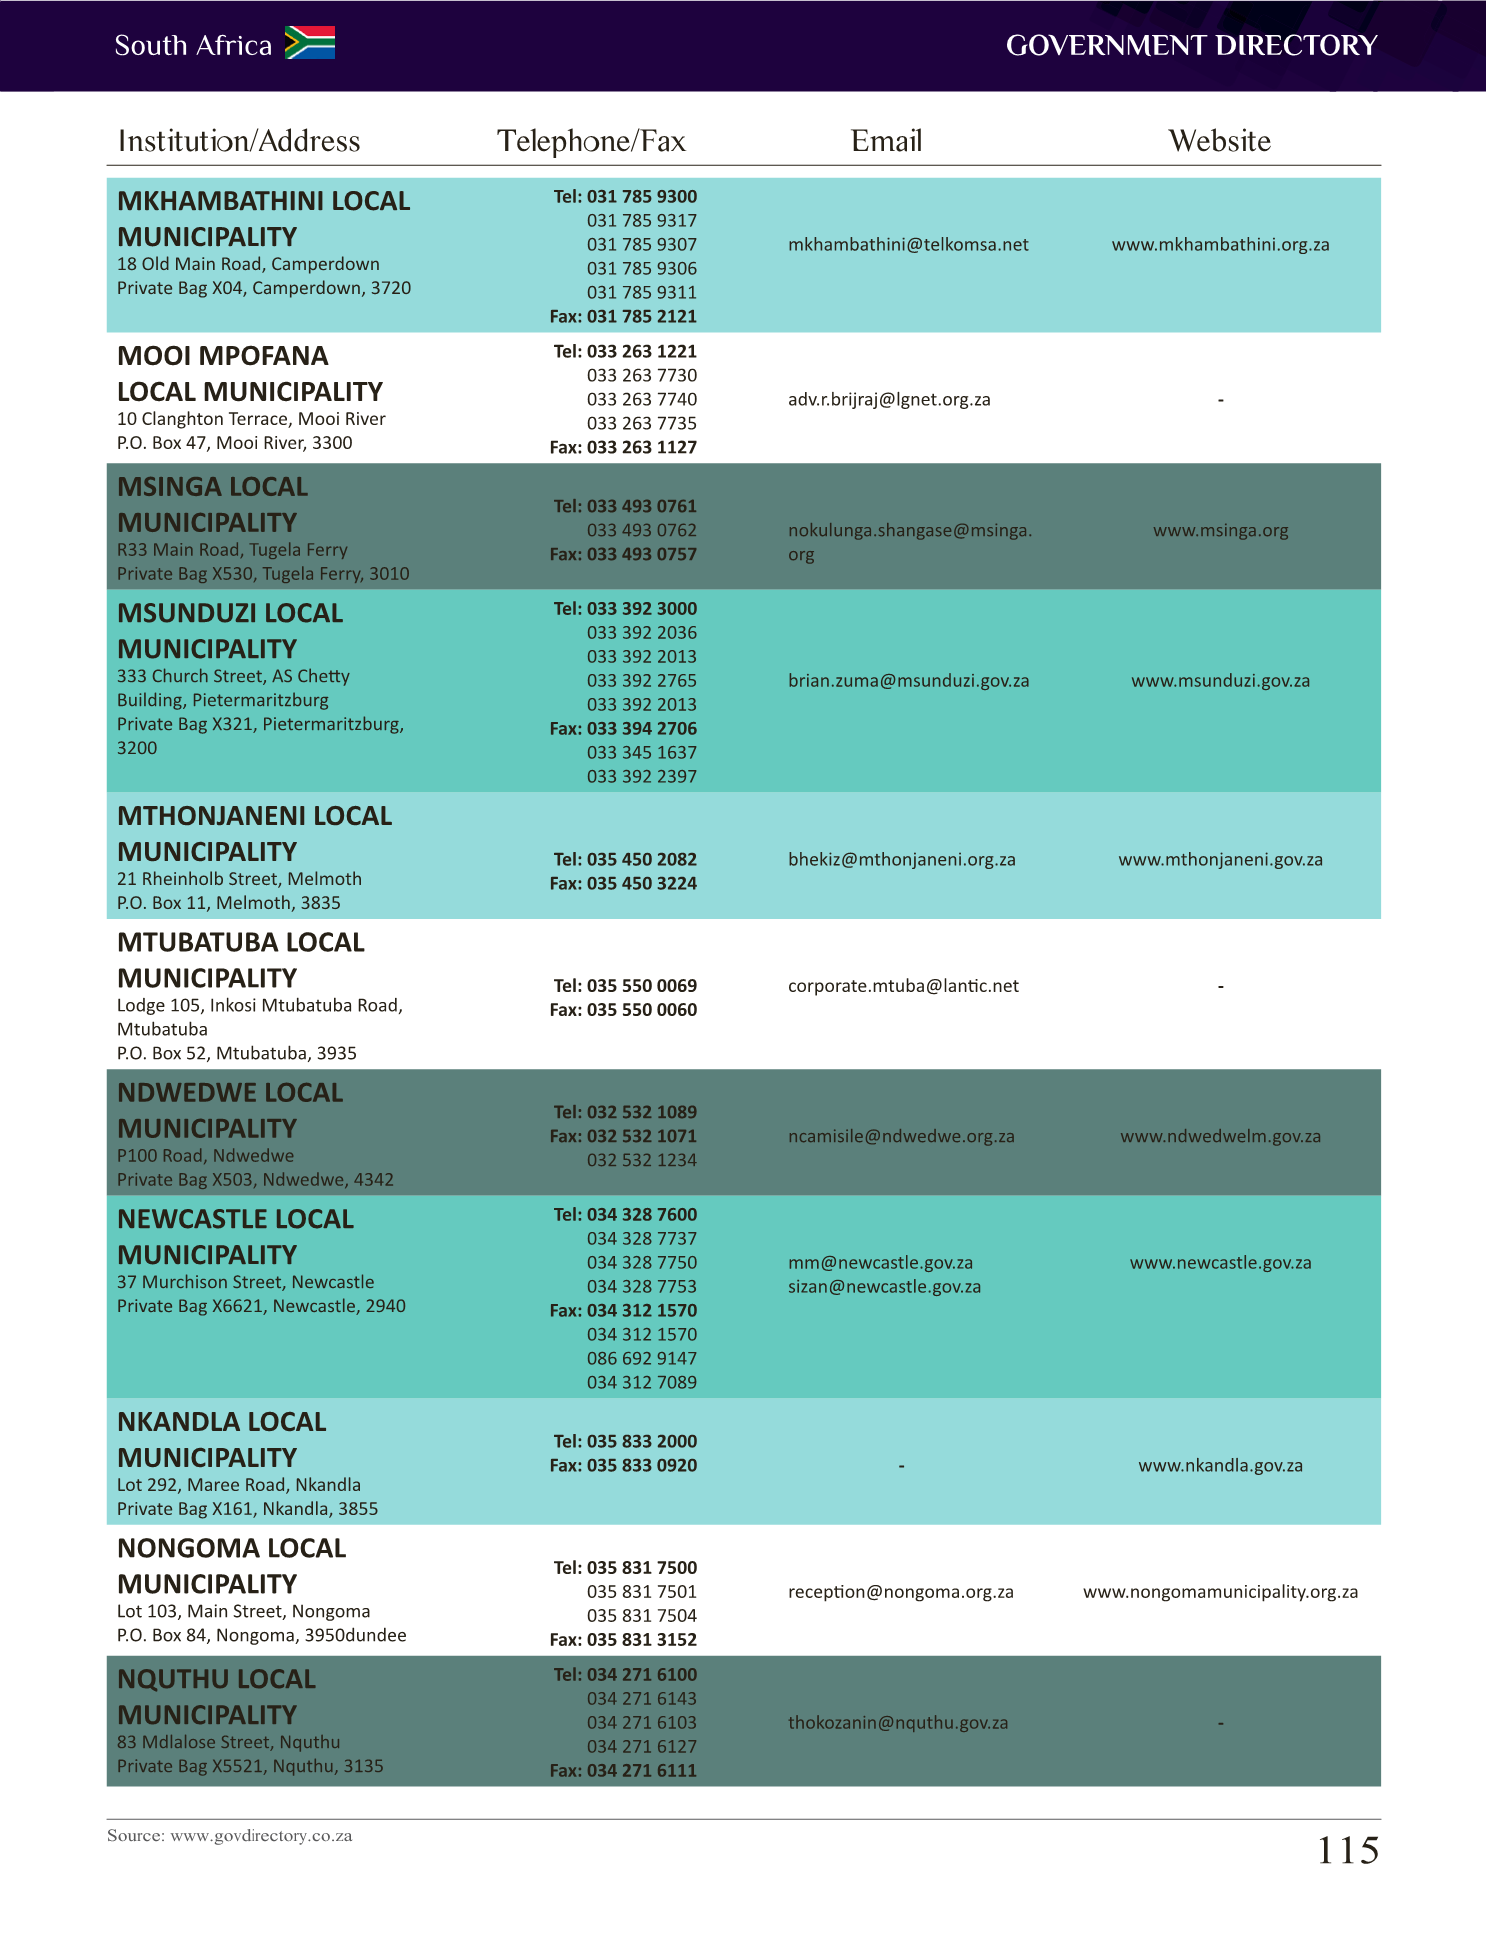 South Africa
GOVERNMENT DIRECTORY
Institution/Address Telephone/Fax Email Website
MKHAMBATHINI LOCAL
MUNICIPALITY
18 Old Main Road, Camperdown
Private Bag X04, Camperdown, 3720
Tel: 031 785 9300
031 785 9317
031 785 9307
031 785 9306
031 785 9311
Fax: 031 785 2121
mkhambathini@telkomsa.net
www.mkhambathini.org.za
MOOI MPOFANA
LOCAL MUNICIPALITY
10 Clanghton Terrace, Mooi River
P.O. Box 47, Mooi River, 3300
Tel: 033 263 1221
033 263 7730
033 263 7740
033 263 7735
Fax: 033 263 1127
adv.r.brijraj@lgnet.org.za
-
MSINGA LOCAL
MUNICIPALITY
R33 Main Road, Tugela Ferry
Private Bag X530, Tugela Ferry, 3010
Tel: 033 493 0761
033 493 0762
Fax: 033 493 0757
nokulunga.shangase@msinga.
org
www.msinga.org
MSUNDUZI LOCAL
MUNICIPALITY
333 Church Street, AS Chetty
Building, Pietermaritzburg
Private Bag X321, Pietermaritzburg,
3200
Tel: 033 392 3000
033 392 2036
033 392 2013
033 392 2765
033 392 2013
Fax: 033 394 2706
033 345 1637
033 392 2397
brian.zuma@msunduzi.gov.za
www.msunduzi.gov.za
MTHONJANENI LOCAL
MUNICIPALITY
21 Rheinholb Street, Melmoth
P.O. Box 11, Melmoth, 3835
Tel: 035 450 2082
Fax: 035 450 3224
bhekiz@mthonjaneni.org.za
www.mthonjaneni.gov.za
MTUBATUBA LOCAL
MUNICIPALITY
Lodge 105, Inkosi Mtubatuba Road,
Mtubatuba
P.O. Box 52, Mtubatuba, 3935
Tel: 035 550 0069
Fax: 035 550 0060
corporate.mtuba@lantic.net
-
NDWEDWE LOCAL
MUNICIPALITY
P100 Road, Ndwedwe
Private Bag X503, Ndwedwe, 4342
Tel: 032 532 1089
Fax: 032 532 1071
032 532 1234
ncamisile@ndwedwe.org.za
www.ndwedwelm.gov.za
NEWCASTLE LOCAL
MUNICIPALITY
37 Murchison Street, Newcastle
Private Bag X6621, Newcastle, 2940
Tel: 034 328 7600
034 328 7737
034 328 7750
034 328 7753
Fax: 034 312 1570
034 312 1570
086 692 9147
034 312 7089
mm@newcastle.gov.za
sizan@newcastle.gov.za
www.newcastle.gov.za
NKANDLA LOCAL
MUNICIPALITY
Lot 292, Maree Road, Nkandla
Private Bag X161, Nkandla, 3855
Tel: 035 833 2000
Fax: 035 833 0920
-
www.nkandla.gov.za
NONGOMA LOCAL
MUNICIPALITY
Lot 103, Main Street, Nongoma
P.O. Box 84, Nongoma, 3950dundee
Tel: 035 831 7500
035 831 7501
035 831 7504
Fax: 035 831 3152
reception@nongoma.org.za
www.nongomamunicipality.org.za
NQUTHU LOCAL
MUNICIPALITY
83 Mdlalose Street, Nquthu
Private Bag X5521, Nquthu, 3135
Tel: 034 271 6100
034 271 6143
034 271 6103
034 271 6127
Fax: 034 271 6111
thokozanin@nquthu.gov.za
-
Source: www.govdirectory.co.za
115